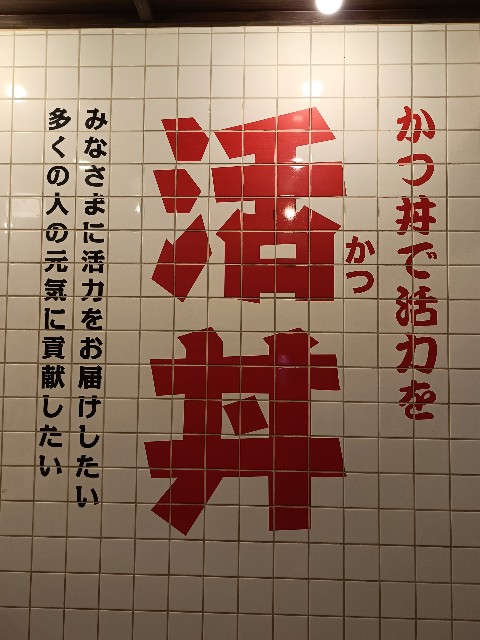 かつ丼で活力を
かつ
活丼
みなさまに活力をお届けしたい
多くの人の元気に貢献したい